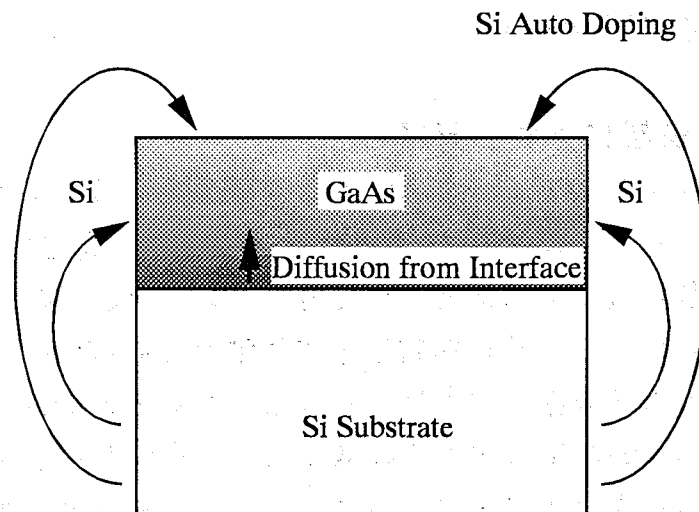 Si Auto Doping
Si
GaAs
Si
Diffusion from Interface
Si Substrate